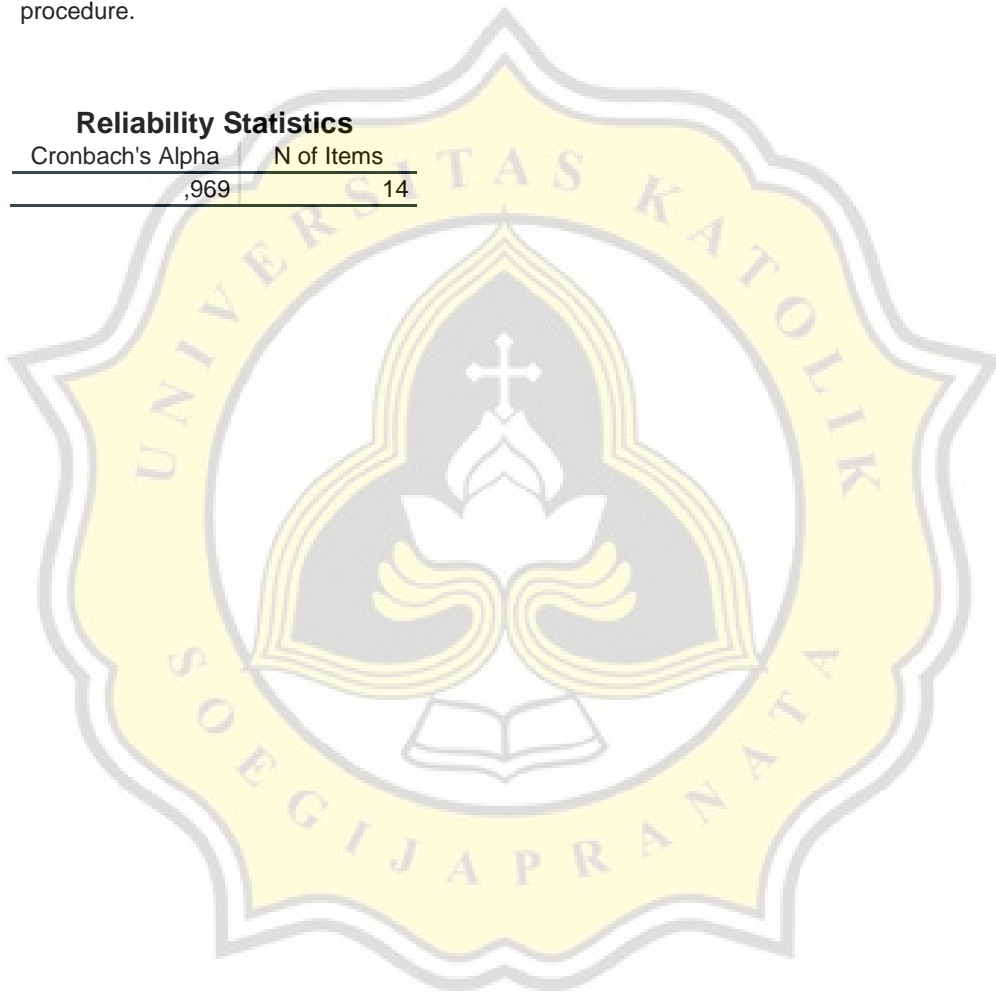 procedure.
Reliability Statistics
Cronbach's Alpha N of Items
,969 14
UNIVERSITAS KATOLIK
SOEGIJAPRANATA